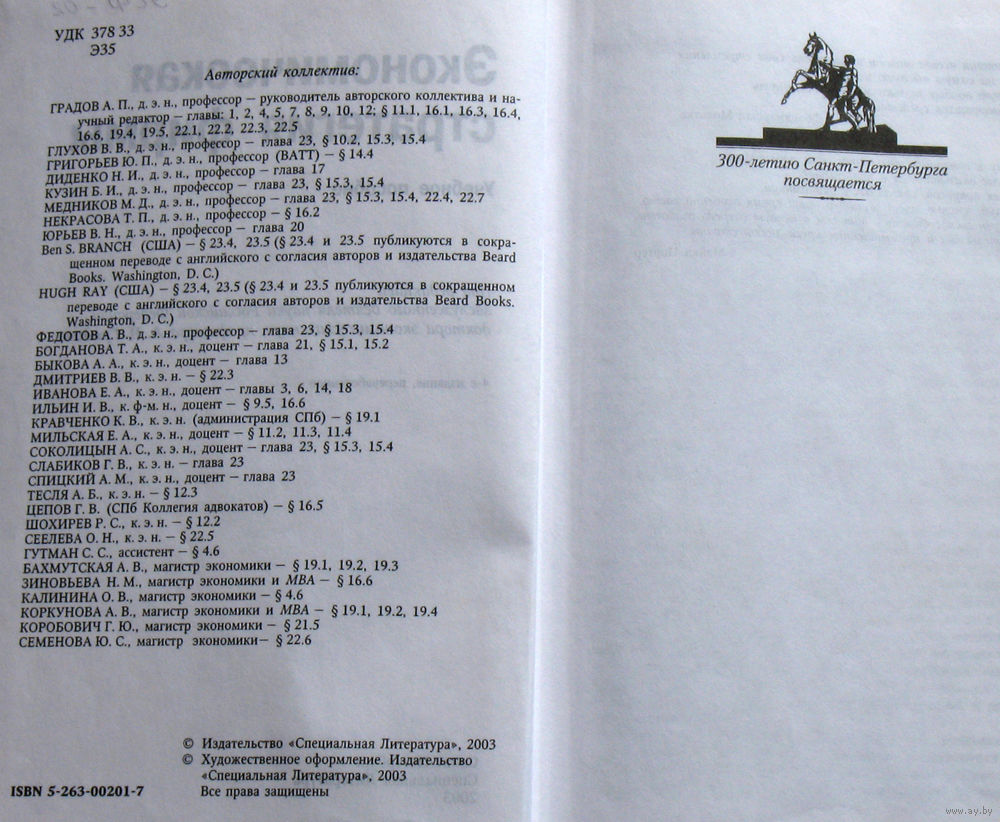 УДК 378 33
Э35
Авторский коллектив:
ГРАДОВ А. П., д. э. н., профессор – руководитель авторского коллектива и на-
учный редактор – главы: 1, 2, 4, 5, 7, 8, 9, 10, 12; § 11.1, 16.1, 16.3, 16.4,
16.6, 19.4, 19.5, 22.1, 22.2, 22.3, 22.5
ГЛУХОВ В. В., д. э. н., профессор – глава 23, § 10.2, 15.3, 15.4
ГРИГОРЬЕВ Ю. П., д. э. н., профессор (ВАТТ) – § 14.4
ДИДЕНКО Н. И., д. э. н., профессор – глава 17
КУЗИН Б. И., д. э. н., профессор – глава 23, § 15.3, 15.4
МЕДНИКОВ М. Д., д. э. н., профессор – глава 23, § 15.3, 15.4, 22.4, 22.7
НЕКРАСОВА Т. П., д. э. н., профессор – § 16.2
ЮРЬЕВ В. Н., д. э. н., профессор – глава 20
Ben S. BRANCH (США) – § 23.4, 23.5 (§ 23.4 и 23.5 публикуются в сокра-
щенном переводе с английского с согласия авторов и издательства Beard
Books. Washington, D. C.)
HUGH RAY (США) – § 23.4, 23.5 (§ 23.4 и 23.5 публикуются в сокращенном
переводе с английского с согласия авторов и издательства Beard Books.
Washington, D. C.)
ФЕДОТОВ А. В., д. э. н., профессор – глава 23, § 15.3, 15.4
БОГДАНОВА Т. А., к. э. н., доцент – глава 21, § 15.1, 15.2
БЫКОВА А. А., к. э. н., доцент – глава 13
ДМИТРИЕВ В. В., к. э. н. – § 22.3
ИВАНОВА Е. А., к. э. н., доцент – главы 3, 6, 14, 18
ИЛЬИН И. В., к. ф-м. н., доцент – § 9.5, 16.6
КРАВЧЕНКО К. В., к. э. н. (администрация СПб) – § 19.1
МИЛЬСКАЯ Е. А., к. э. н., доцент – § 11.2, 11.3, 11.4
СОКОЛИЦЫН А. С., к. э. н., доцент – глава 23, § 15.3, 15.4
СЛАБИКОВ Г. В., к. э. н. – глава 23
СПИЦКИЙ А. М., к. э. н., доцент – глава 23
ТЕСЛЯ А. Б., к. э. н. – § 12.3
ЦЕПОВ Г. В. (СПб Коллегия адвокатов) – § 16.5
ШОХИРЕВ Р. С., к. э. н. – § 12.2
СЕЕЛЕВА О. Н., к. э. н. – § 22.5
ГУТМАН С. С., ассистент – § 4.6
БАХМУТСКАЯ А. В., магистр экономики – § 19.1, 19.2, 19.3
ЗИНОВЬЕВА Н. М., магистр экономики и МВА – § 16.6
КАЛИНИНА О. В., магистр экономики – § 4.6
КОРКУНОВА А. В., магистр экономики и МВА – § 19.1, 19.2, 19.4
КОРОБОВИЧ Г. Ю., магистр экономики – § 21.5
СЕМЕНОВА Ю. С., магистр экономики– § 22.6
© Издательство «Специальная Литература», 2003
© Художественное оформление. Издательство
«Специальная Литература», 2003
ISBN 5-263-00201-7
Все права защищены
300-летию Санкт-Петербурга
посвящается
www.ay.by